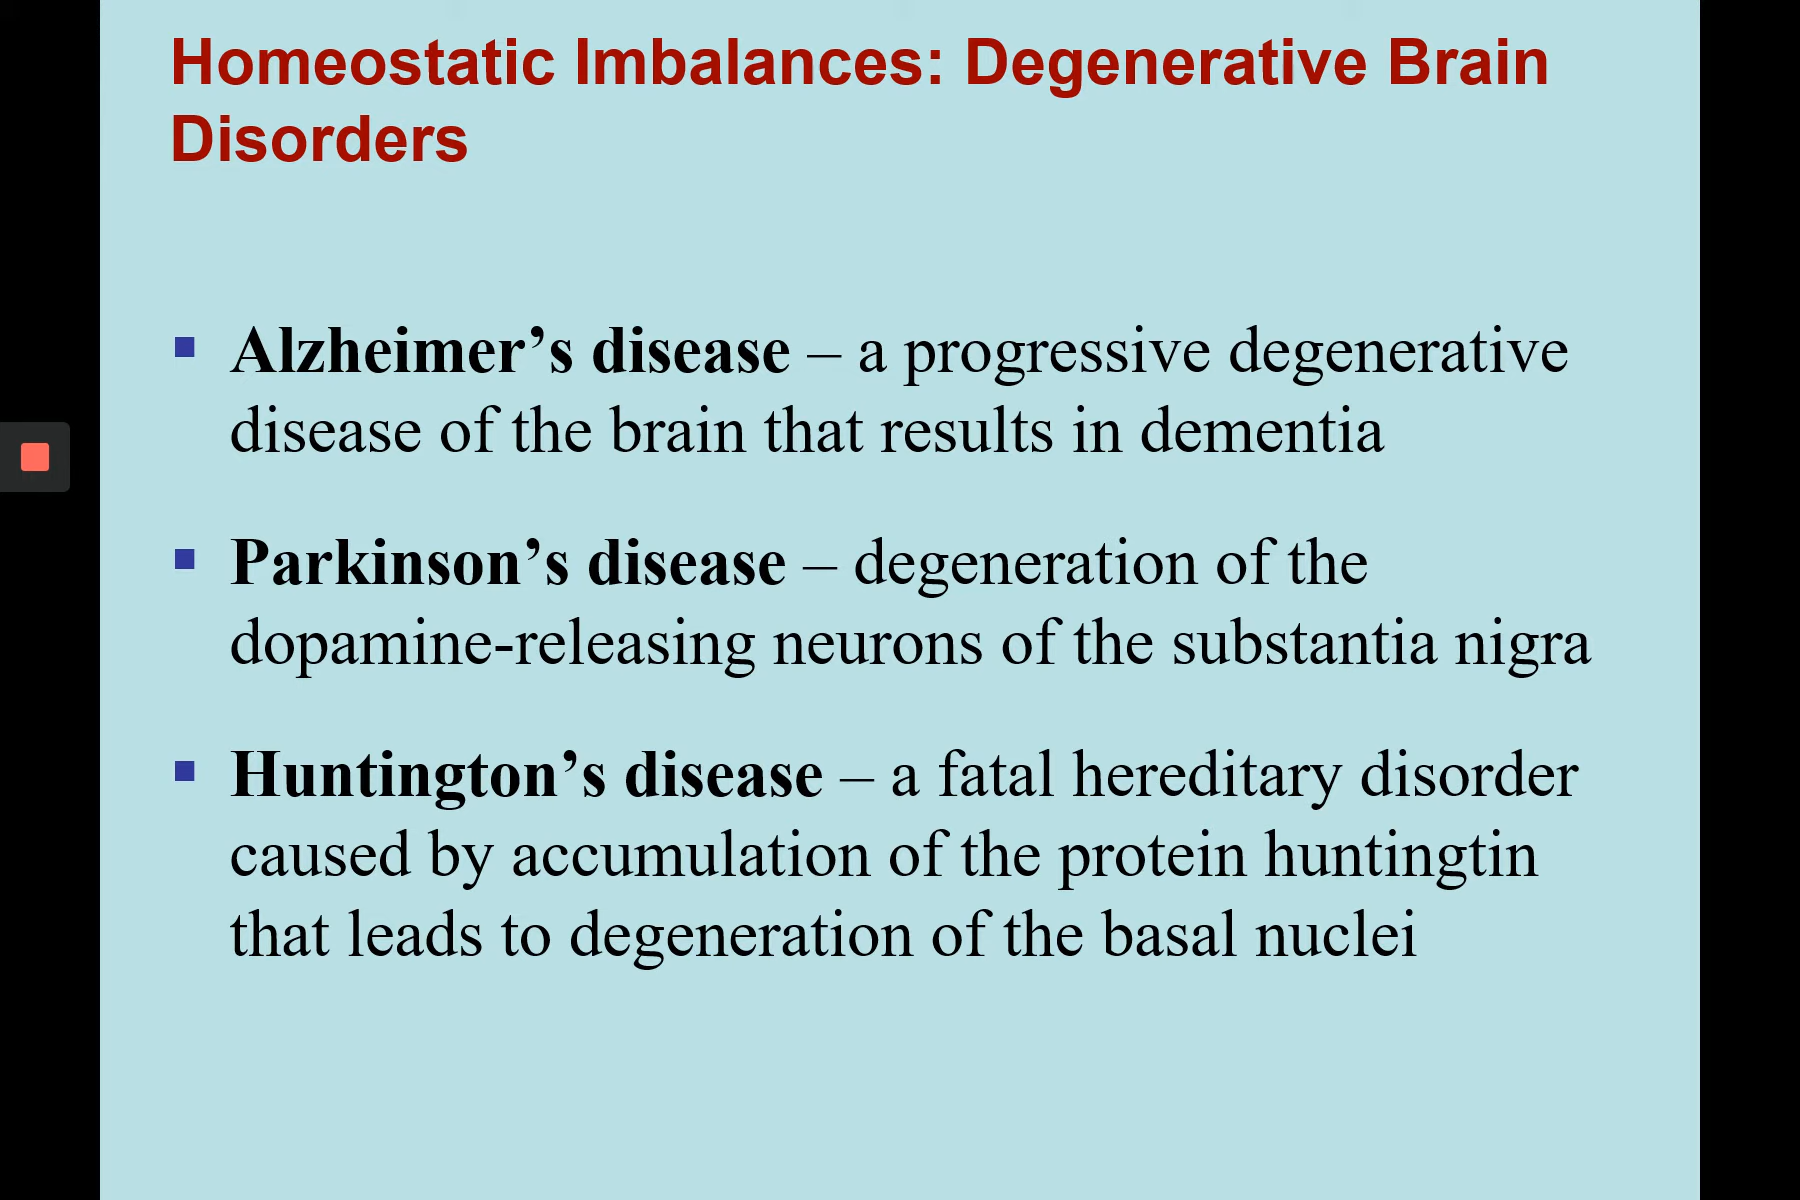 Homeostatic Imbalances: Degenerative Brain
Disorders
▪ Alzheimer’s disease – a progressive degenerative
disease of the brain that results in dementia
▪ Parkinson’s disease – degeneration of the
dopamine-releasing neurons of the substantia nigra
▪ Huntington’s disease – a fatal hereditary disorder
caused by accumulation of the protein huntingtin
that leads to degeneration of the basal nuclei